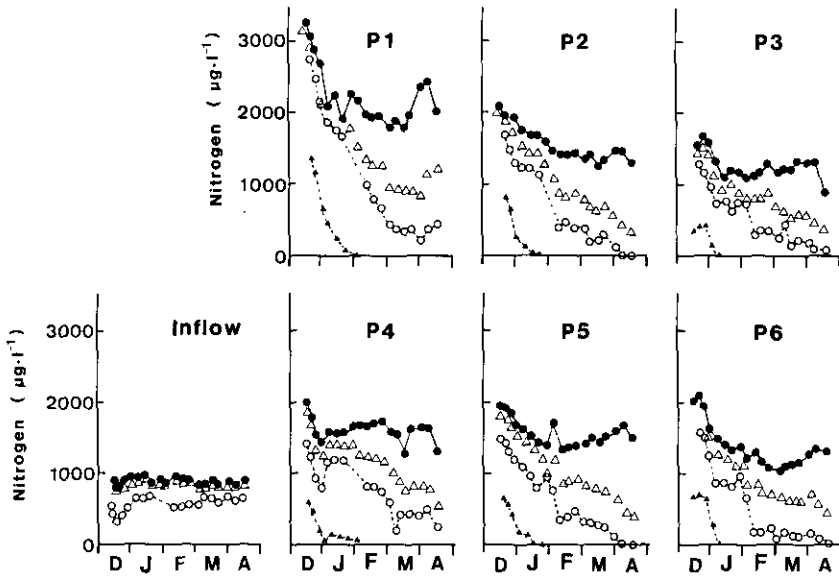 P1 P2 P3
Nitrogen ( µg·l⁻¹)
3000
2000
1000
0
Inflow P4 P5 P6
Nitrogen ( µg·l⁻¹)
3000
2000
1000
0
D J F M A D J F M A D J F M A D J F M A